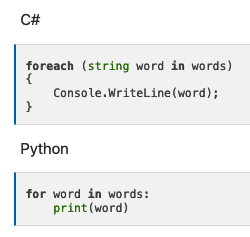 C#
foreach (string word in words)
{
    Console.WriteLine(word);
}
Python
for word in words:
    print(word)